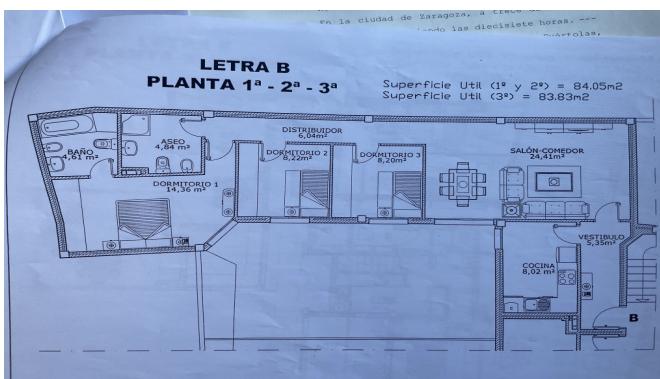 En la ciudad de Zaragoza, a trece de
las diecisiete horas. ---
LETRA B
PLANTA 1ª - 2ª - 3ª
Superficie Util (1º y 2º) = 84.05m2
Superficie Util (3º) = 83.83m2
BAÑO
4,61 m²
ASEO
4,84 m²
DISTRIBUIDOR
6,04m²
DORMITORIO 2
8,22m²
DORMITORIO 3
8,20m²
SALÓN-COMEDOR
24,41m²
DORMITORIO 1
14,36 m²
VESTIBULO
5,35m²
COCINA
8,02 m²
B